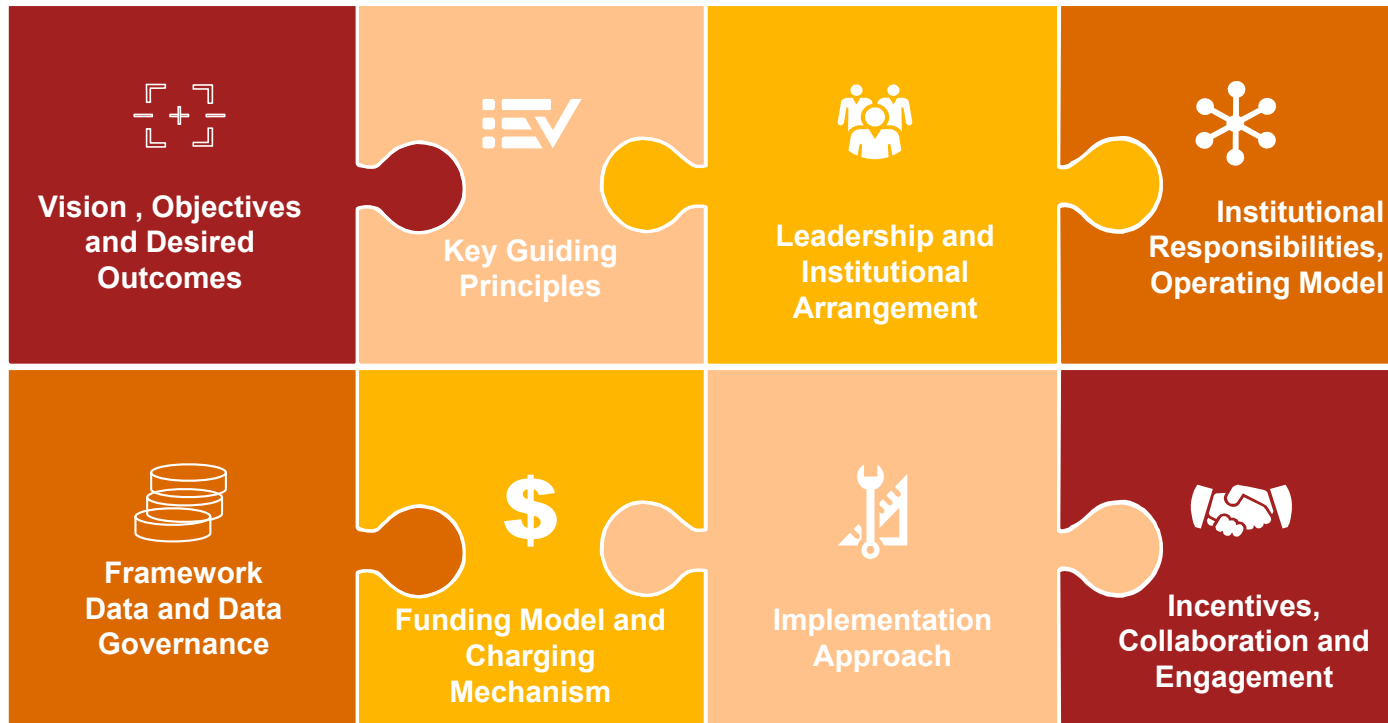 Vision , Objectives
and Desired
Outcomes
Key Guiding
Principles
Leadership and
Institutional
Arrangement
Institutional
Responsibilities,
Operating Model
Framework
Data and Data
Governance
$
Funding Model and
Charging
Mechanism
Implementation
Approach
Incentives,
Collaboration and
Engagement